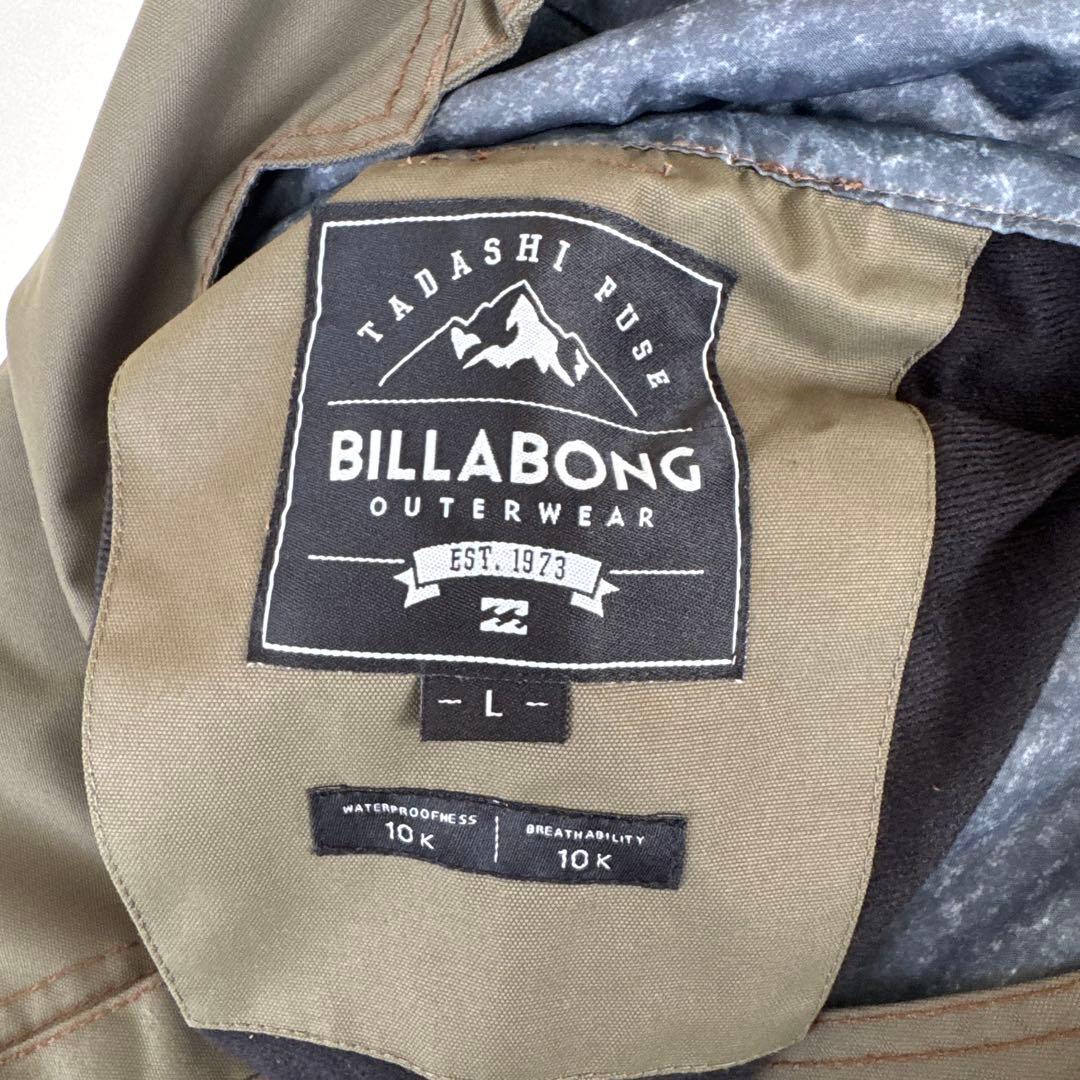 TADASHI FUSE
BILLABONG
OUTERWEAR
EST. 1973
- L -
WATERPROOFNESS
10K
BREATHABILITY
10K